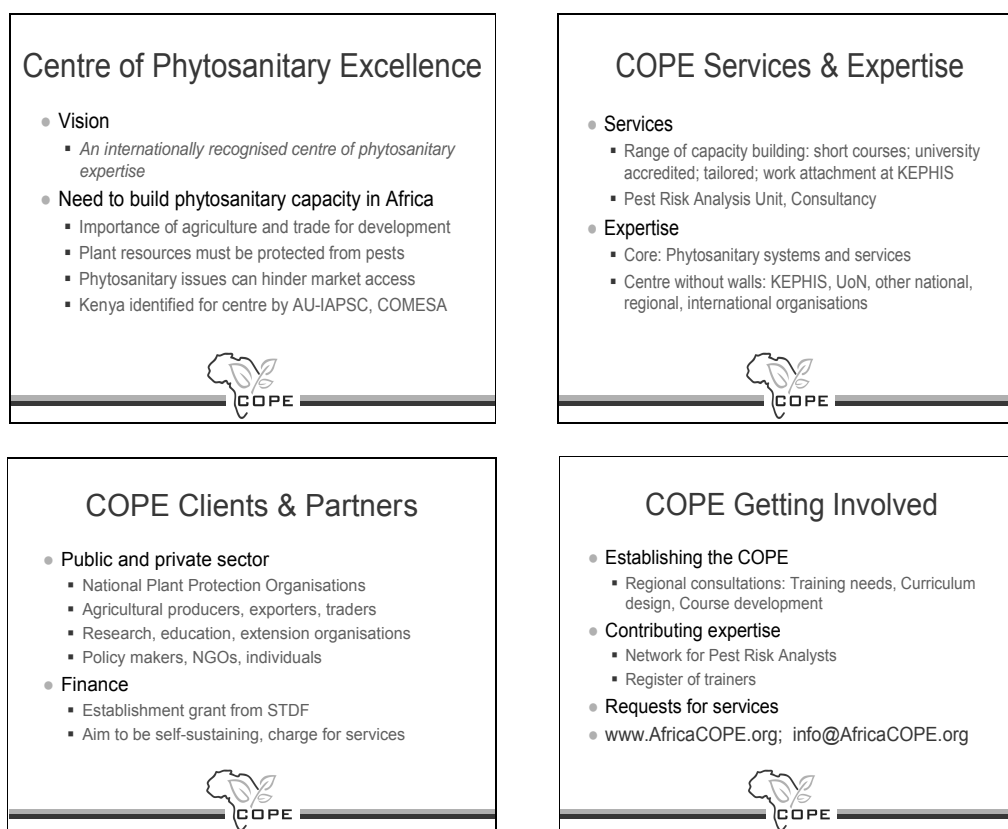 Centre of Phytosanitary Excellence
Vision
An internationally recognised centre of phytosanitary
expertise
Need to build phytosanitary capacity in Africa
Importance of agriculture and trade for development
Plant resources must be protected from pests
Phytosanitary issues can hinder market access
Kenya identified for centre by AU-IAPSC, COMESA
COPE
COPE Services & Expertise
Services
Range of capacity building: short courses; university
accredited; tailored; work attachment at KEPHIS
Pest Risk Analysis Unit, Consultancy
Expertise
Core: Phytosanitary systems and services
Centre without walls: KEPHIS, UoN, other national,
regional, international organisations
COPE
COPE Clients & Partners
Public and private sector
National Plant Protection Organisations
Agricultural producers, exporters, traders
Research, education, extension organisations
Policy makers, NGOs, individuals
Finance
Establishment grant from STDF
Aim to be self-sustaining, charge for services
COPE
COPE Getting Involved
Establishing the COPE
Regional consultations: Training needs, Curriculum
design, Course development
Contributing expertise
Network for Pest Risk Analysts
Register of trainers
Requests for services
www.AfricaCOPE.org; info@AfricaCOPE.org
COPE